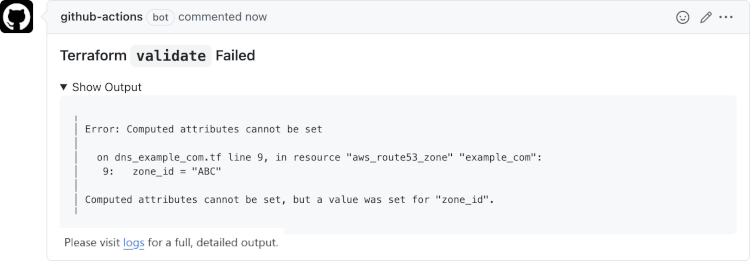 github-actions bot commented now
Terraform validate Failed
▼ Show Output
Error: Computed attributes cannot be set
on dns_example_com.tf line 9, in resource "aws_route53_zone" "example_com":
9: zone_id = "ABC"
Computed attributes cannot be set, but a value was set for "zone_id".
Please visit logs for a full, detailed output.